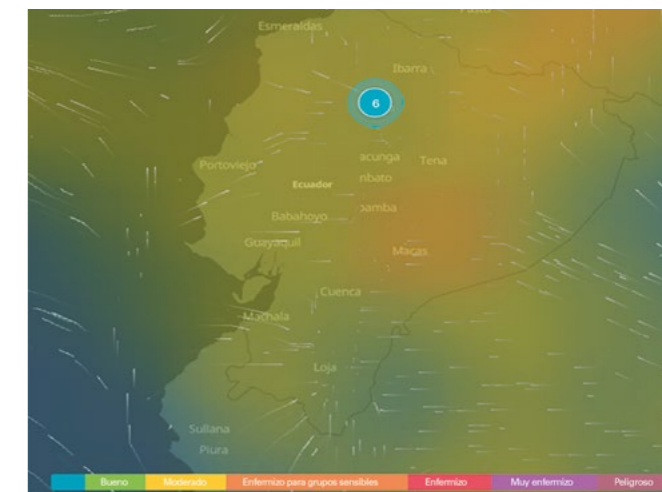 Esmeraldas
Ibarra
6
Portoviejo
acunga
Tena
nbato
Ecuador
bamba
Babahoyo
Guayaquil
Macas
Cuenca
Machala
Loja
Sullana
Piura
Bueno Moderado Enfermizo para grupos sensibles Enfermizo Muy enfermizo Peligroso